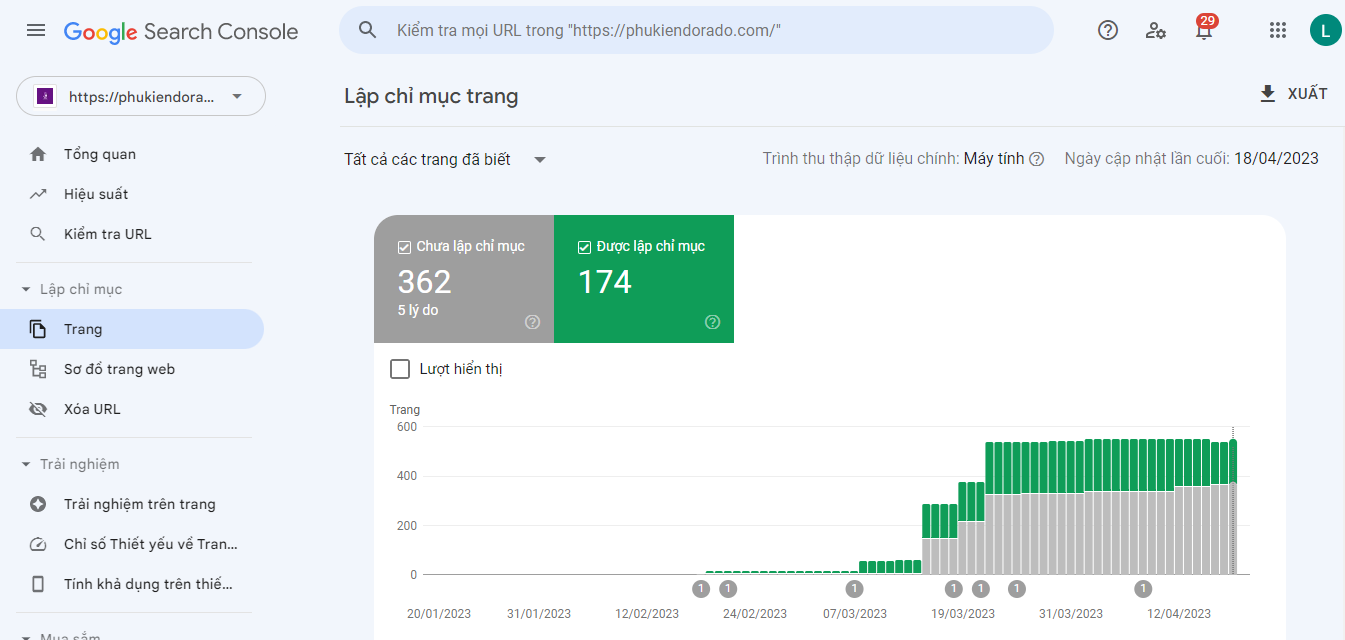 Google Search Console
Kiểm tra mọi URL trong "https://phukiendorado.com/"
29
L
https://phukiendora...
Lập chỉ mục trang
XUẤT
Tổng quan
Hiệu suất
Kiểm tra URL
Lập chỉ mục
Trang
Sơ đồ trang web
Xóa URL
Trải nghiệm
Trải nghiệm trên trang
Chỉ số Thiết yếu về Tran...
Tính khả dụng trên thiế...
Mua sắm
Tất cả các trang đã biết
Trình thu thập dữ liệu chính: Máy tính
Ngày cập nhật lần cuối: 18/04/2023
Chưa lập chỉ mục
362
5 lý do
Được lập chỉ mục
174
Lượt hiển thị
Trang
600
400
200
0
1 1 1 1 1 1 1
20/01/2023 31/01/2023 12/02/2023 24/02/2023 07/03/2023 19/03/2023 31/03/2023 12/04/2023